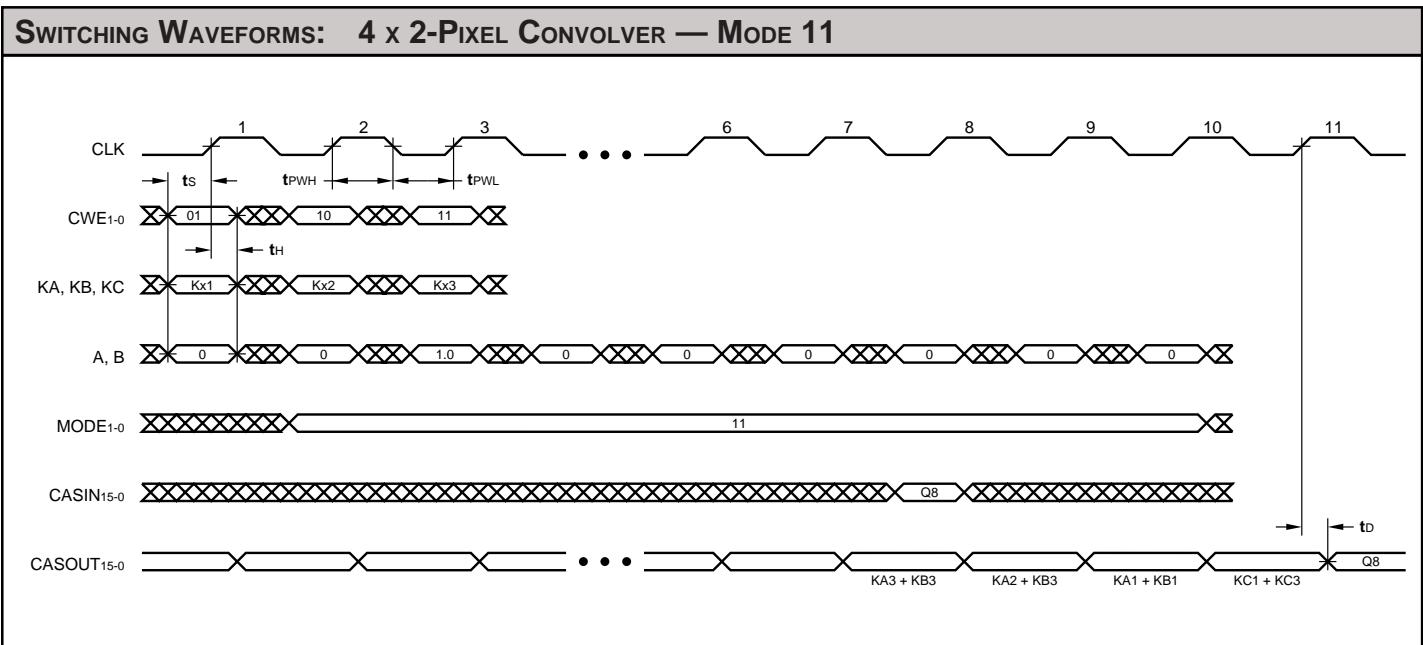 SWITCHING WAVEFORMS: 4 X 2-PIXEL CONVOLVER — MODE 11
1 2 3 6 7 8 9 10 11
CLK
tS tPWH tPWL
CWE1-0 01 10 11
tH
KA, KB, KC Kx1 Kx2 Kx3
A, B 0 0 1.0 0 0 0 0 0 0
MODE1-0 11
CASIN15-0 Q8
tD
CASOUT15-0 Q8
KA3 + KB3 KA2 + KB3 KA1 + KB1 KC1 + KC3